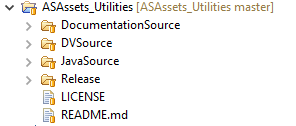 ASAssets_Utilities [ASAssets_Utilities master]
DocumentationSource
DVSource
JavaSource
Release
LICENSE
README.md